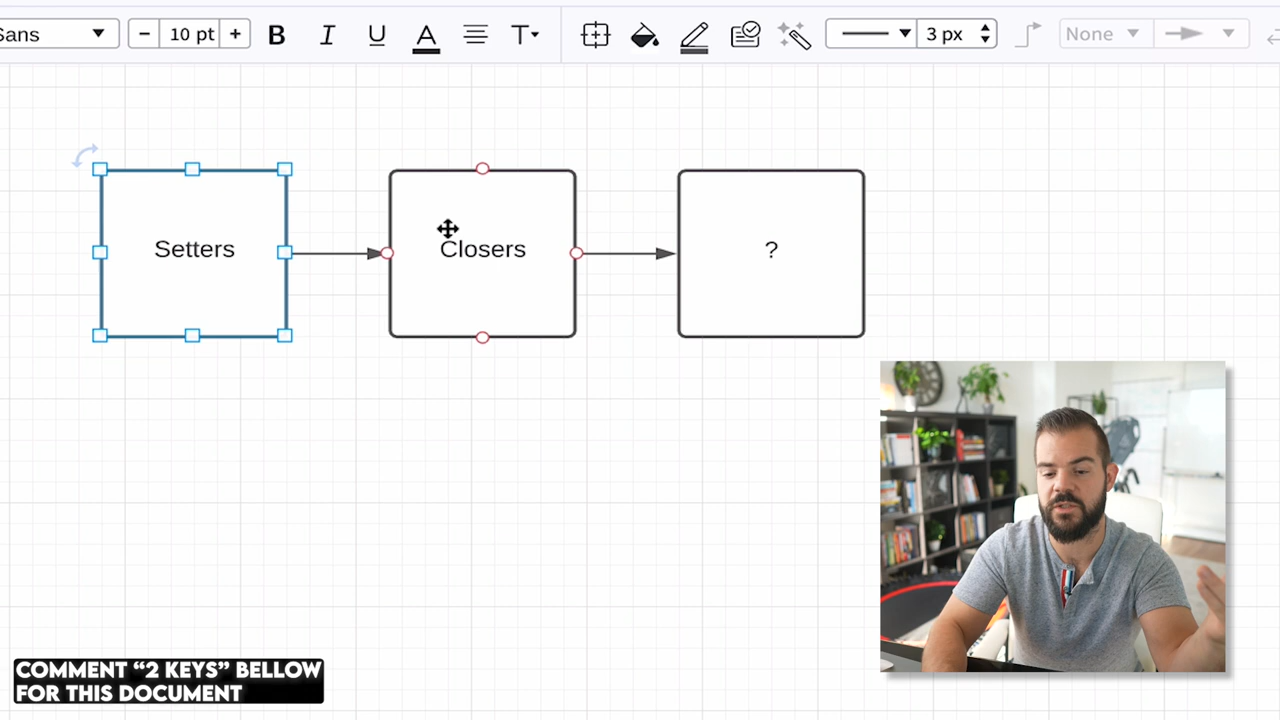 Sans
10 pt
B I U A T
3 px
None
Setters
Closers
?
COMMENT “2 KEYS” BELLOW
FOR THIS DOCUMENT